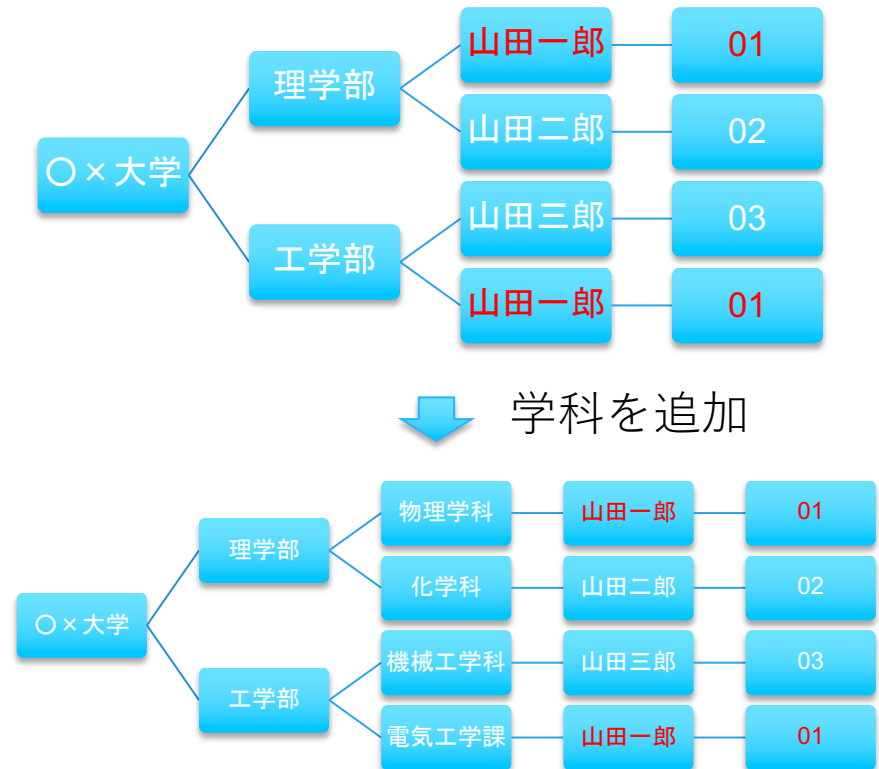 〇×大学
理学部
山田一郎
01
山田二郎
02
工学部
山田三郎
03
山田一郎
01
学科を追加
〇×大学
理学部
物理学科
山田一郎
01
化学科
山田二郎
02
工学部
機械工学科
山田三郎
03
電気工学課
山田一郎
01